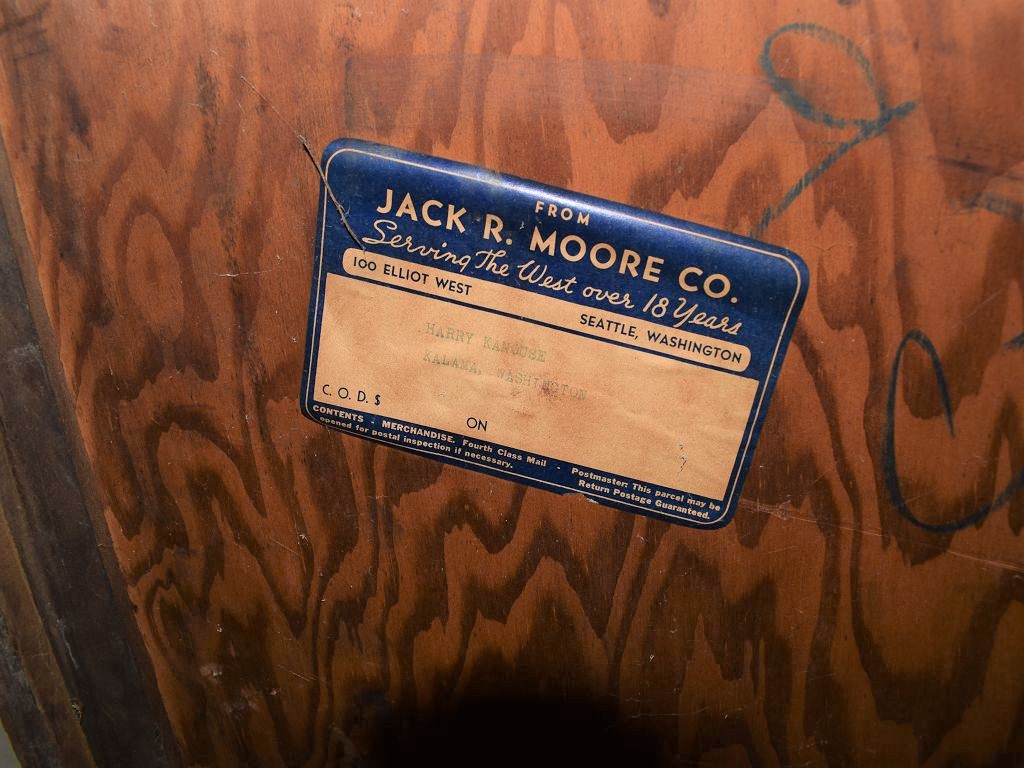 FROM
JACK R. MOORE CO.
Serving The West over 18 Years
100 ELLIOT WEST
SEATTLE, WASHINGTON
HARRY
KALAMA, WASHINGTON
C. O. D. $
ON
CONTENTS - MERCHANDISE. Fourth Class Mail - Postmaster: This parcel may be
opened for postal inspection if necessary. Return Postage Guaranteed.